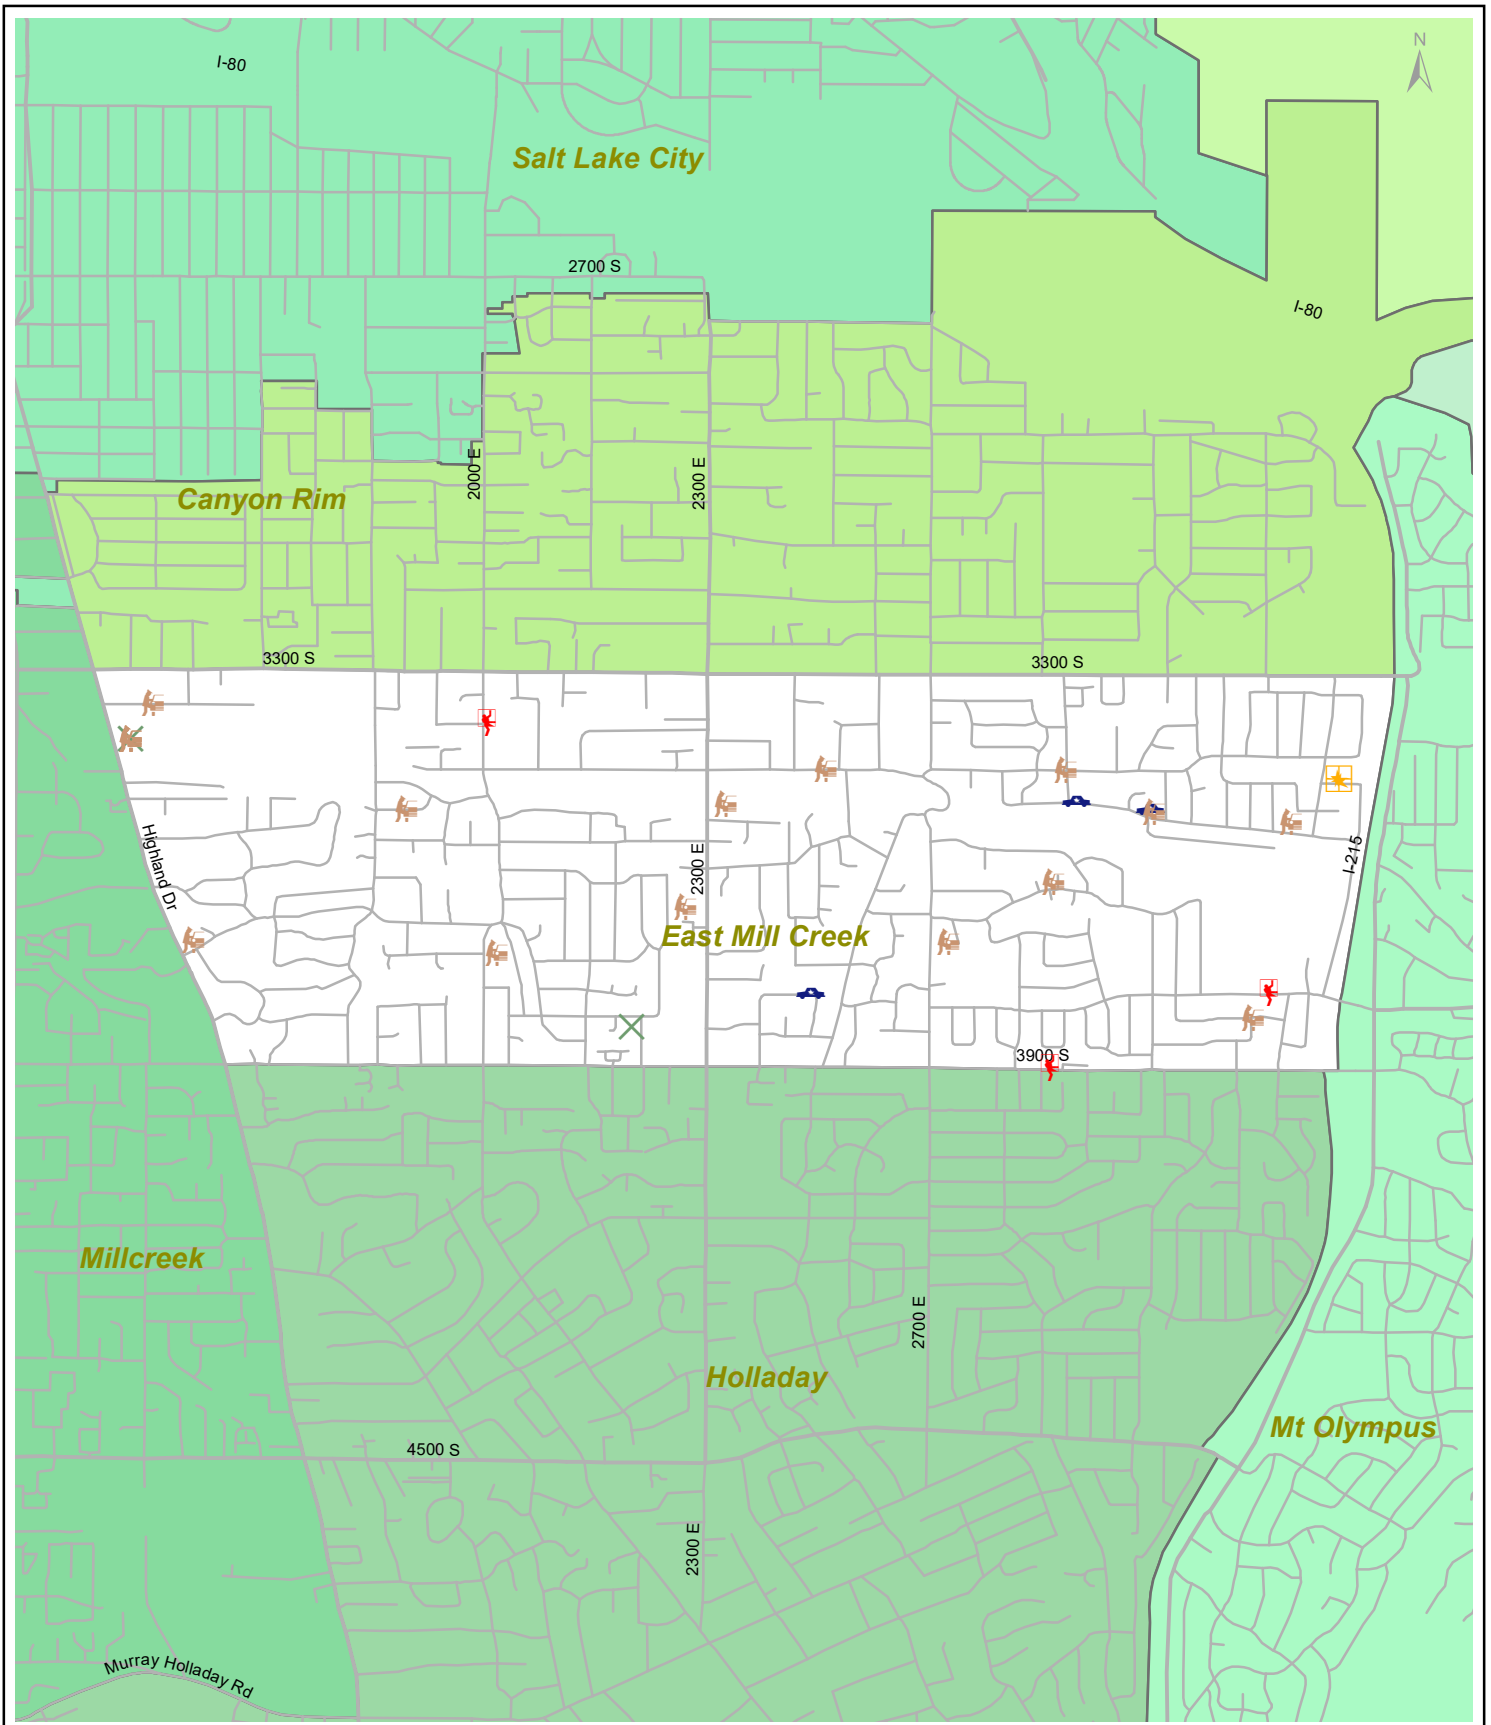 I-80
N
Salt Lake City
2700 S
I-80
2000 E
2300 E
Canyon Rim
3300 S
3300 S
Highland Dr
2300 E
I-215
East Mill Creek
3900 S
Millcreek
2700 E
Holladay
Mt Olympus
4500 S
2300 E
Murray Holladay Rd